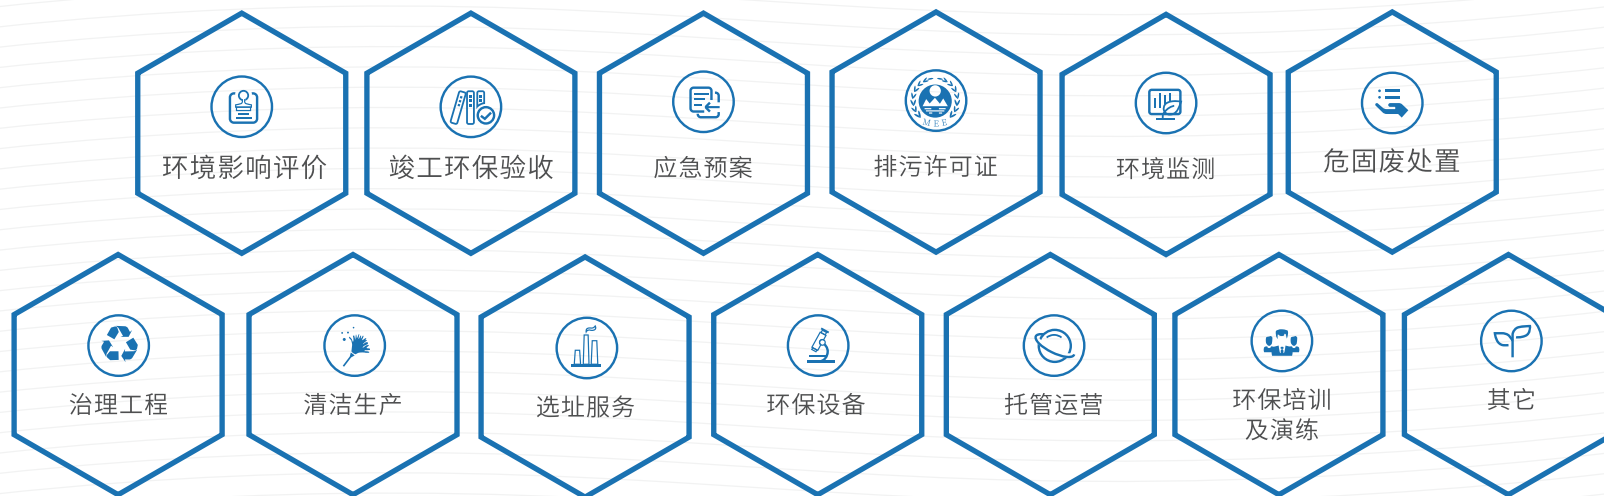 环境影响评价
竣工环保验收
应急预案
MEE
排污许可证
环境监测
危固废处置
治理工程
清洁生产
选址服务
环保设备
托管运营
环保培训
及演练
其它